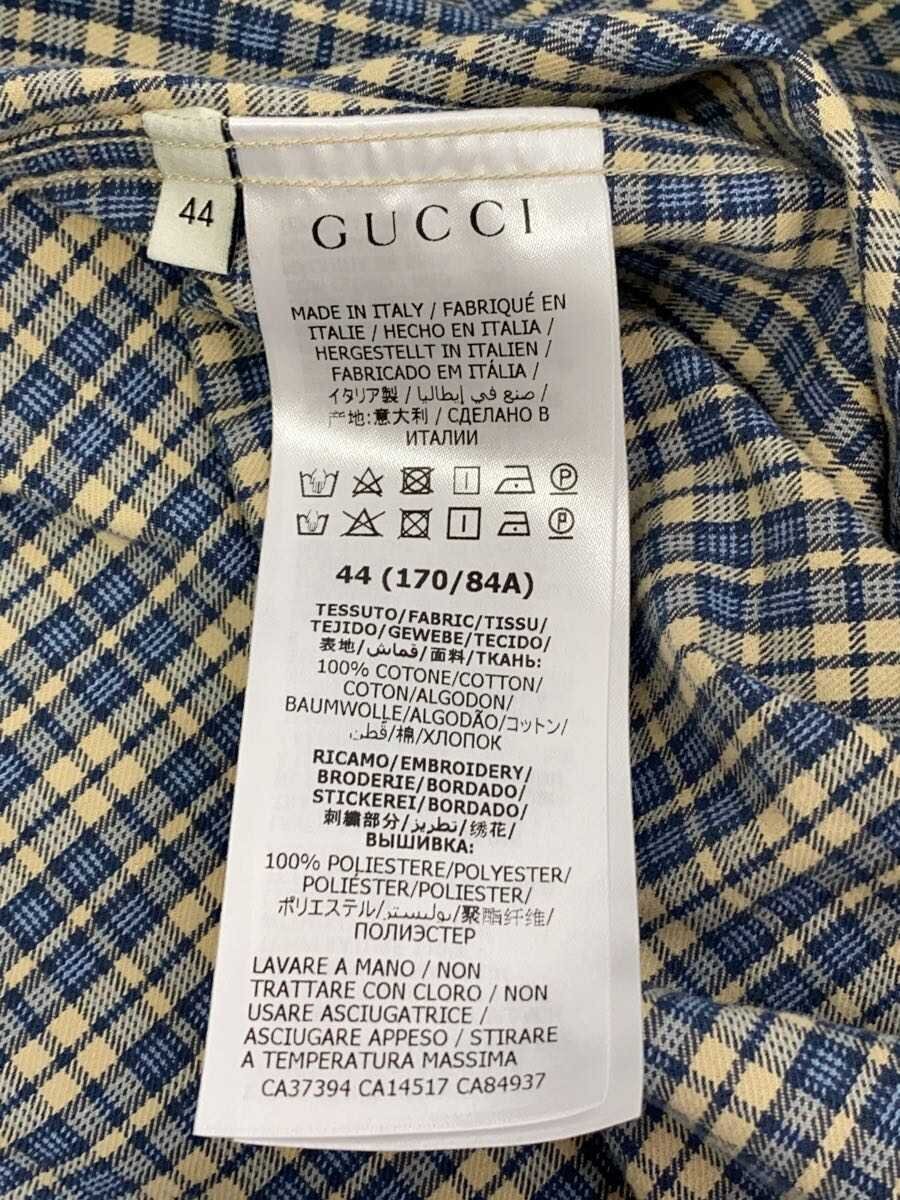 44
GUCCI
MADE IN ITALY / FABRIQUÉ EN
ITALIE / HECHO EN ITALIA /
HERGESTELLT IN ITALIEN /
FABRICADO EM ITÁLIA /
イタリア製 / صنع في إيطاليا /
产地:意大利 / СДЕЛАНО В
ИТАЛИИ
44 (170/84A)
TESSUTO/FABRIC/TISSU/
TEJIDO/GEWEBE/TECIDO/
表地/قماش/面料/ТКАНЬ:
100% COTONE/COTTON/
COTON/ALGODON/
BAUMWOLLE/ALGODÃO/コットン/
قطن/棉/ХЛОПОК
RICAMO/EMBROIDERY/
BRODERIE/BORDADO/
STICKEREI/BORDADO/
刺繍部分/تطريز/绣花/
ВЫШИВКА:
100% POLIESTERE/POLYESTER/
POLIÉSTER/POLIESTER/
ポリエステル/بوليستر/聚酯纤维/
ПОЛИЭСТЕР
LAVARE A MANO / NON
TRATTARE CON CLORO / NON
USARE ASCIUGATRICE /
ASCIUGARE APPESO / STIRARE
A TEMPERATURA MASSIMA
CA37394 CA14517 CA84937